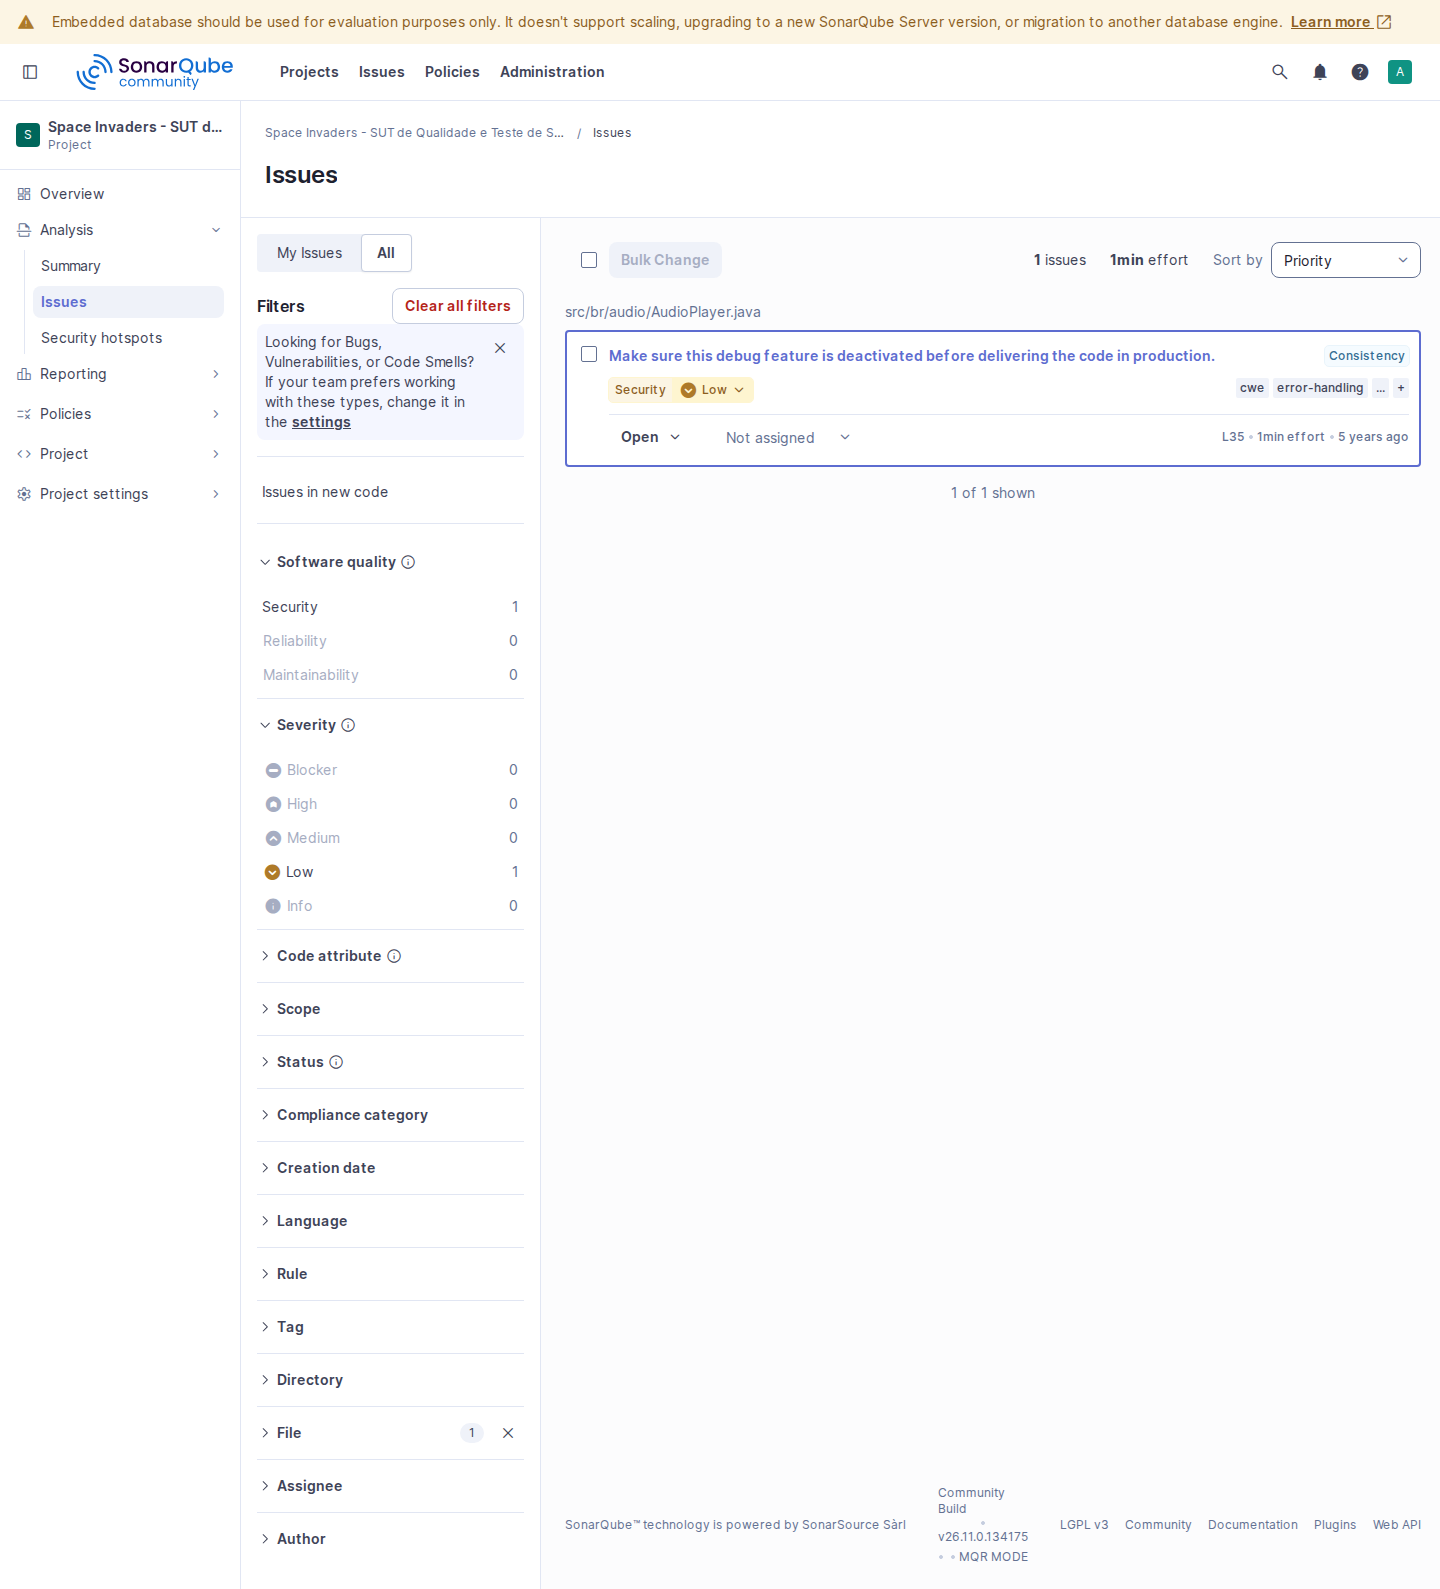 Embedded database should be used for evaluation purposes only. It doesn't support scaling, upgrading to a new SonarQube Server version, or migration to another database engine. Learn more
SonarQube community
Projects Issues Policies Administration
? A
S Space Invaders - SUT d...
Project
Overview
Analysis
Summary
Issues
Security hotspots
Reporting
Policies
Project
Project settings
Space Invaders - SUT de Qualidade e Teste de S... / Issues
Issues
My Issues All
Filters Clear all filters
Looking for Bugs,
Vulnerabilities, or Code Smells?
If your team prefers working
with these types, change it in
the settings
Issues in new code
Software quality
Security 1
Reliability 0
Maintainability 0
Severity
Blocker 0
High 0
Medium 0
Low 1
Info 0
Code attribute
Scope
Status
Compliance category
Creation date
Language
Rule
Tag
Directory
File 1
Assignee
Author
Bulk Change 1 issues 1min effort Sort by Priority
src/br/audio/AudioPlayer.java
Make sure this debug feature is deactivated before delivering the code in production. Consistency
Security Low cwe error-handling ... +
Open Not assigned L35 • 1min effort • 5 years ago
1 of 1 shown
SonarQube™ technology is powered by SonarSource Sàrl
Community
Build
•
v26.11.0.134175
• • MQR MODE
LGPL v3 Community Documentation Plugins Web API